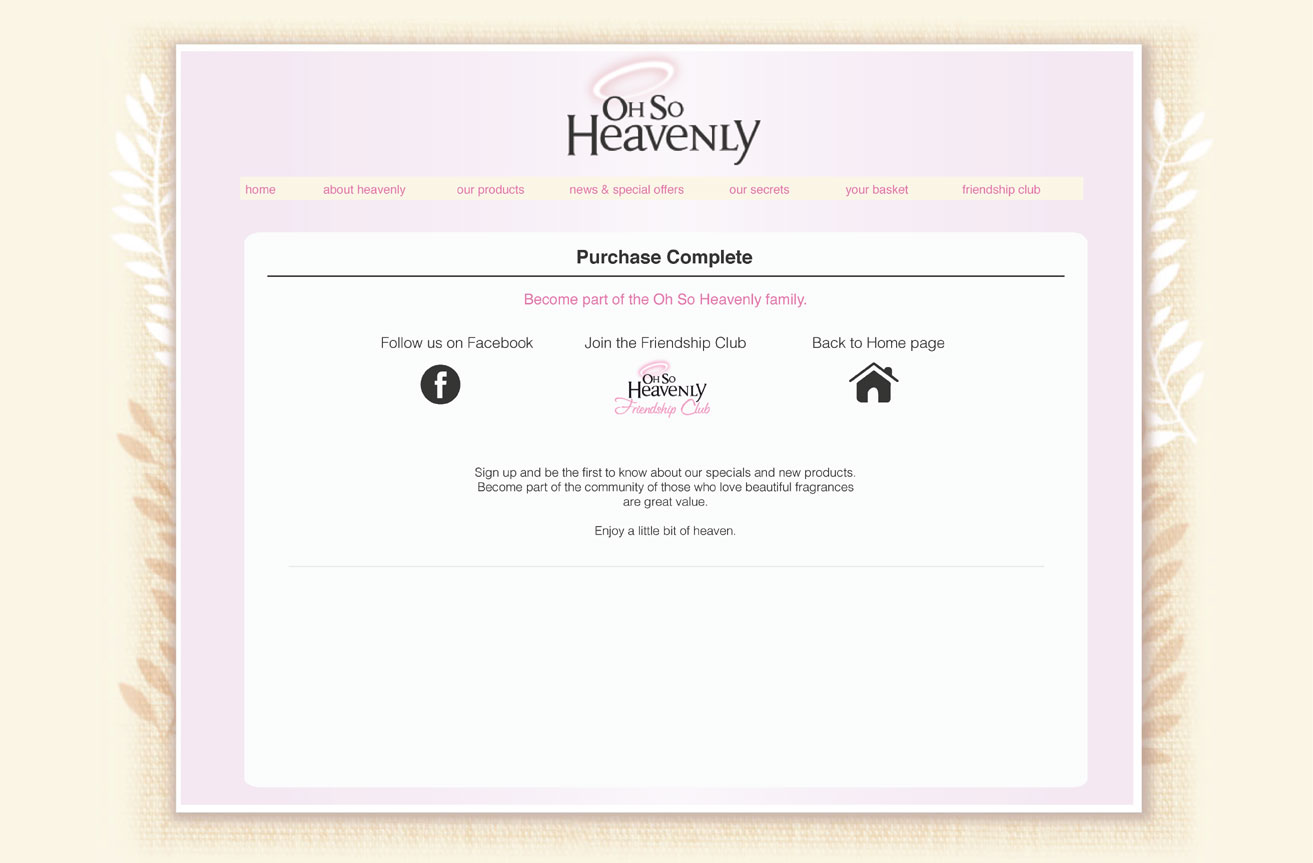 Oh So
Heavenly
home about heavenly our products news & special offers our secrets your basket friendship club
Purchase Complete
Become part of the Oh So Heavenly family.
Follow us on Facebook Join the Friendship Club Back to Home page
Oh So
Heavenly
Friendship Club
Sign up and be the first to know about our specials and new products.
Become part of the community of those who love beautiful fragrances
are great value.
Enjoy a little bit of heaven.